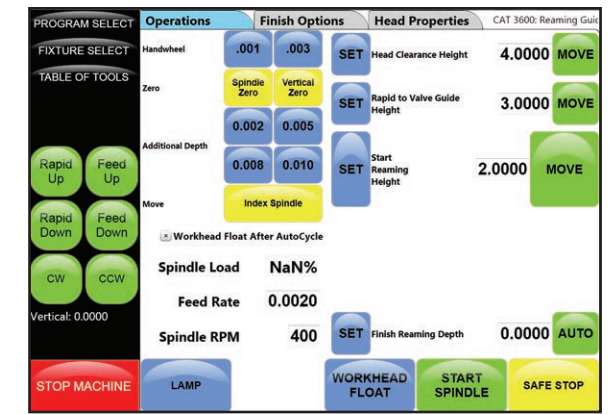 PROGRAM SELECT
FIXTURE SELECT
TABLE OF TOOLS
Rapid Up
Feed Up
Rapid Down
Feed Down
CW
CCW
Vertical: 0.0000
STOP MACHINE
Operations
Finish Options
Head Properties
CAT 3600: Reaming Guid
Handwheel
.001
.003
Zero
Spindle Zero
Vertical Zero
Additional Depth
0.002
0.005
0.008
0.010
Move
Index Spindle
Workhead Float After AutoCycle
Spindle Load
NaN%
Feed Rate
0.0020
Spindle RPM
400
SET
Head Clearance Height
4.0000
MOVE
SET
Rapid to Valve Guide
Height
3.0000
MOVE
SET
Start
Reaming
Height
2.0000
MOVE
SET
Finish Reaming Depth
0.0000
AUTO
LAMP
WORKHEAD FLOAT
START SPINDLE
SAFE STOP